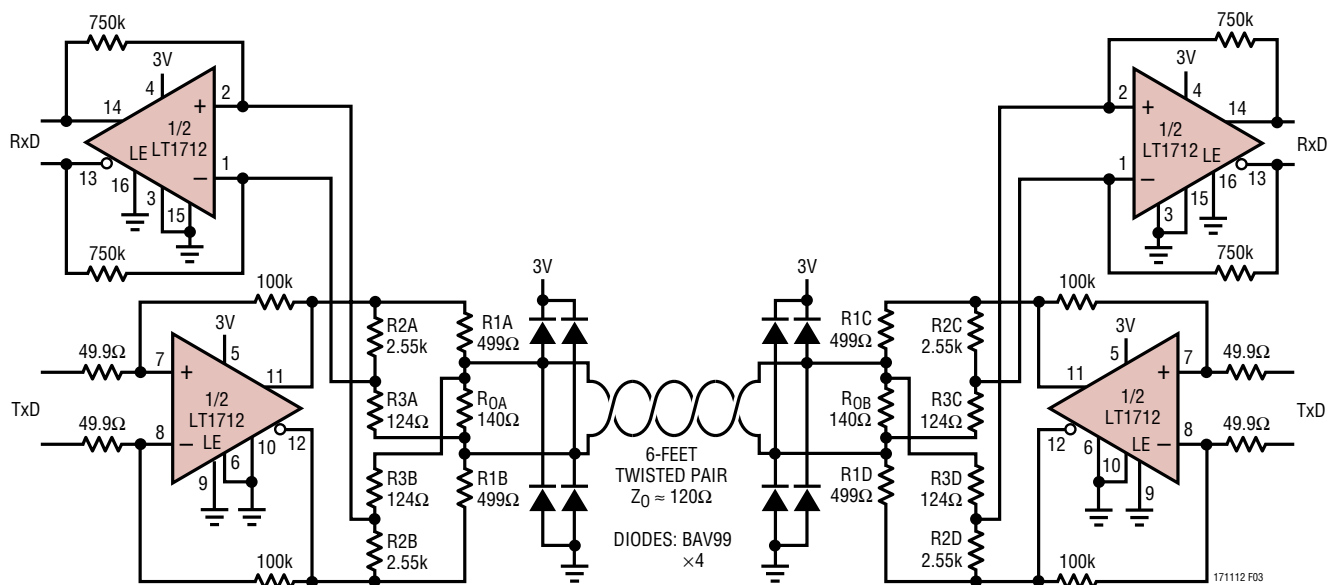 750k
3V
4
2
14
+
1/2
LT1712
LE
RxD
13
16
1
−
3
15
750k
100k
3V
5
49.9Ω
7
+
11
1/2
LT1712
LE
TxD
49.9Ω
8
−
10
12
6
9
100k
R2A
2.55k
R1A
499Ω
R3A
124Ω
R0A
140Ω
R3B
124Ω
R1B
499Ω
R2B
2.55k
3V
3V
6-FEET
TWISTED PAIR
ZO ≈ 120Ω
DIODES: BAV99
×4
R1C
499Ω
R2C
2.55k
ROB
140Ω
R3C
124Ω
R1D
499Ω
R3D
124Ω
R2D
2.55k
750k
3V
4
2
14
+
1/2
LT1712
LE
RxD
1
−
16
13
15
3
750k
100k
3V
5
7
49.9Ω
11
+
1/2
LT1712
LE
TxD
12
−
8
49.9Ω
6
10
9
100k
171112 F03